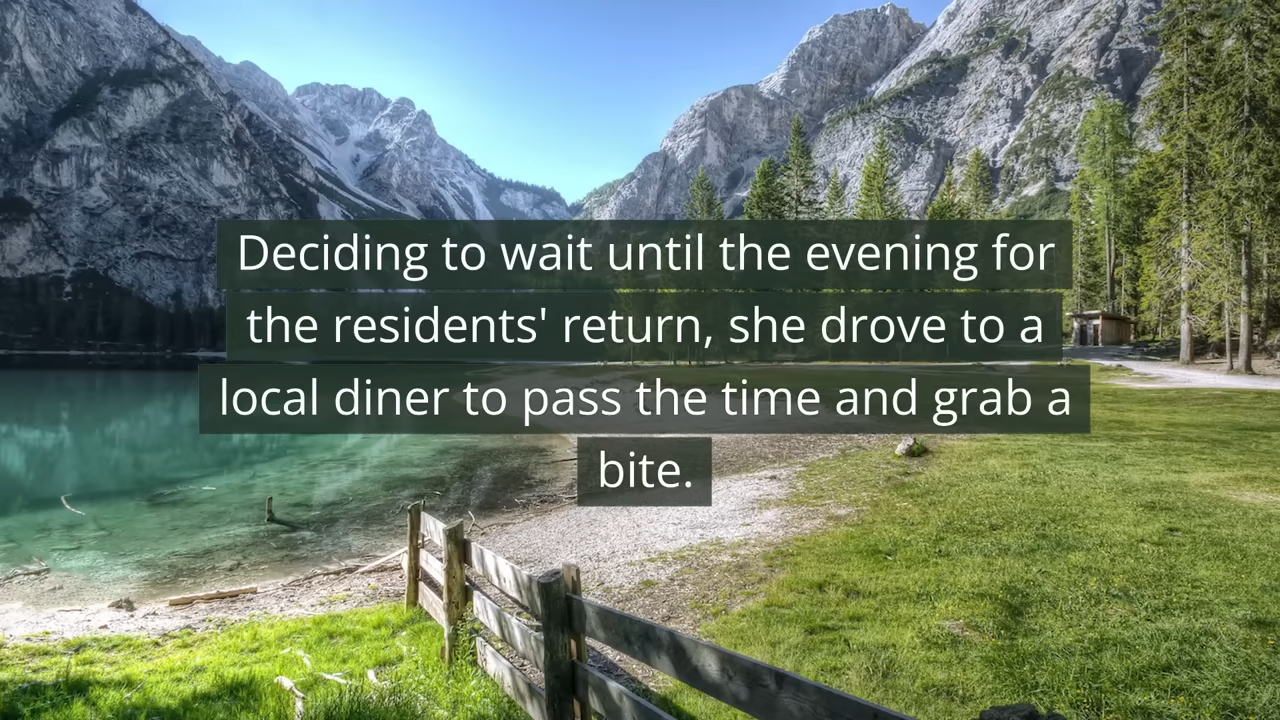 Deciding to wait until the evening for
the residents' return, she drove to a
local diner to pass the time and grab a
bite.